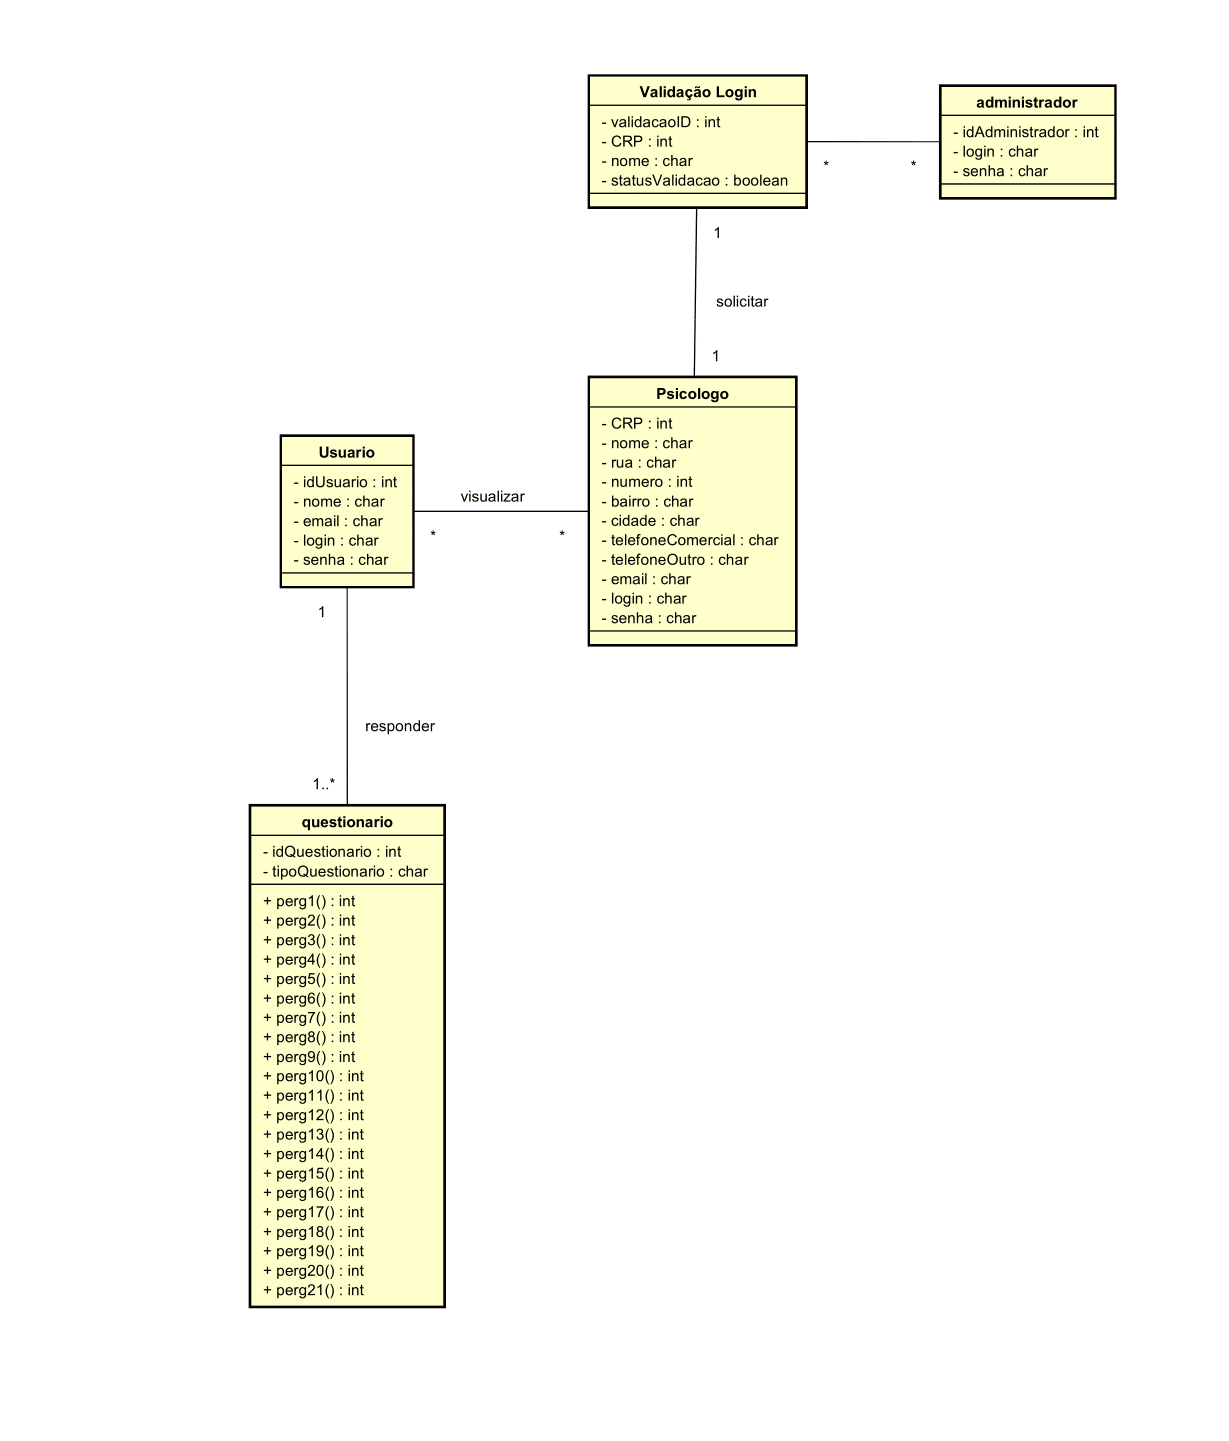 Validação Login
- validacaoID : int
- CRP : int
- nome : char
- statusValidacao : boolean
administrador
- idAdministrador : int
- login : char
- senha : char
*
*
1
solicitar
1
Psicologo
- CRP : int
- nome : char
- rua : char
- numero : int
- bairro : char
- cidade : char
- telefoneComercial : char
- telefoneOutro : char
- email : char
- login : char
- senha : char
Usuario
- idUsuario : int
- nome : char
- email : char
- login : char
- senha : char
visualizar
*
*
1
responder
1..*
questionario
- idQuestionario : int
- tipoQuestionario : char
+ perg1() : int
+ perg2() : int
+ perg3() : int
+ perg4() : int
+ perg5() : int
+ perg6() : int
+ perg7() : int
+ perg8() : int
+ perg9() : int
+ perg10() : int
+ perg11() : int
+ perg12() : int
+ perg13() : int
+ perg14() : int
+ perg15() : int
+ perg16() : int
+ perg17() : int
+ perg18() : int
+ perg19() : int
+ perg20() : int
+ perg21() : int